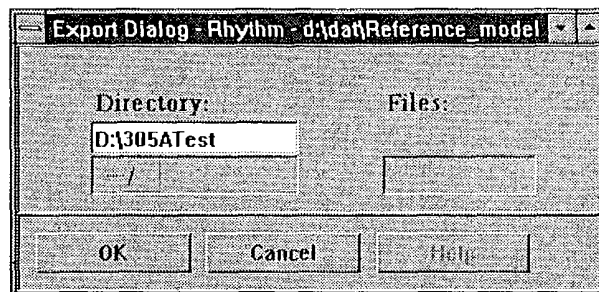 Export Dialog - Rhythm - d:\dat\Reference_model
Directory: Files:
D:\305ATest
OK Cancel Help